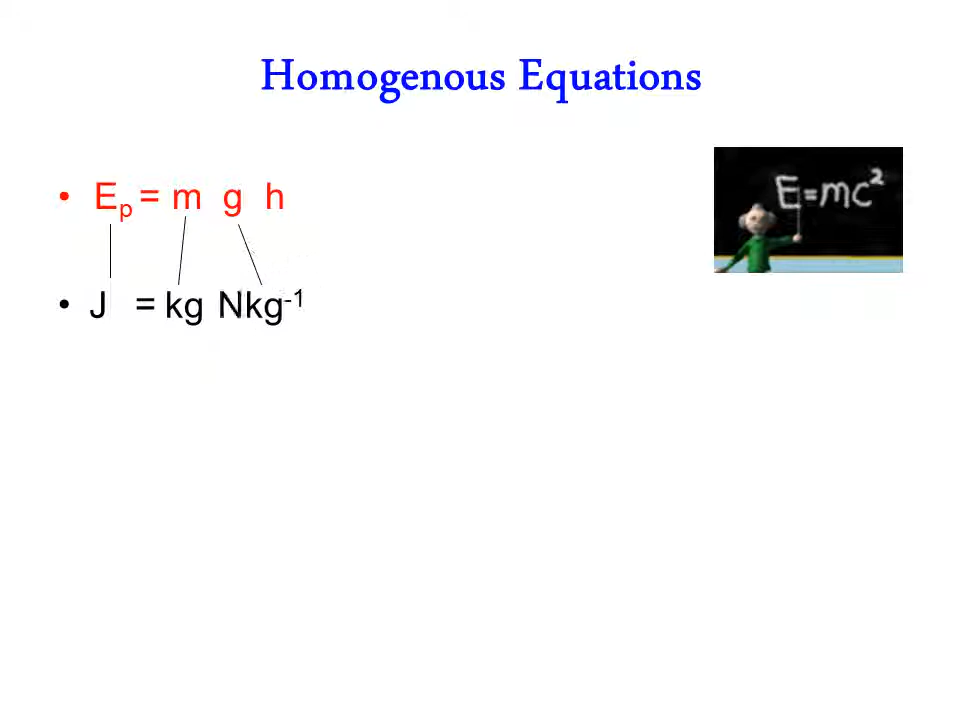 Homogenous Equations
E=mc²
• Eₚ = m g h
• J = kg Nkg⁻¹